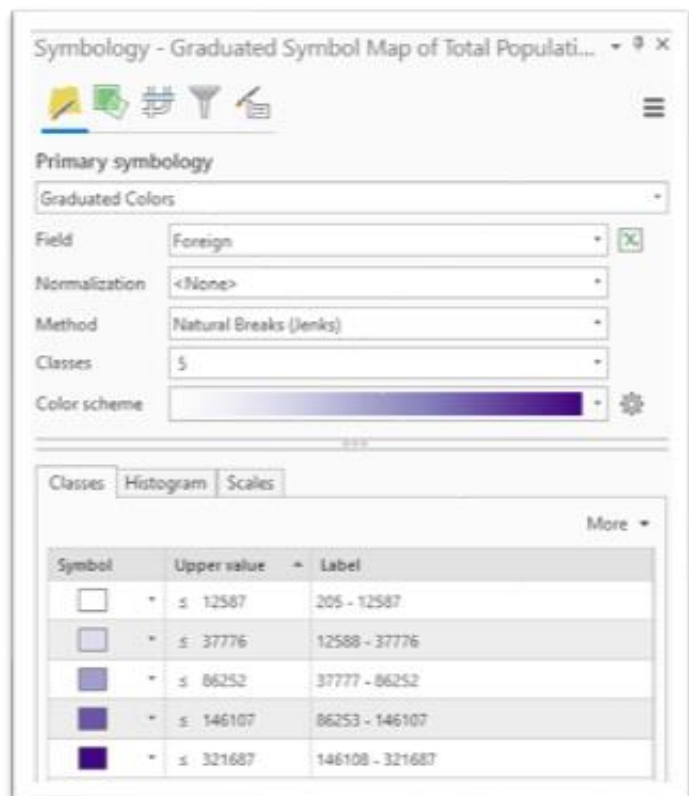 Symbology - Graduated Symbol Map of Total Populati...
Primary symbology
Graduated Colors
Field Foreign
Normalization <None>
Method Natural Breaks (Jenks)
Classes 5
Color scheme
Classes Histogram Scales
More
Symbol Upper value Label
≤ 12587 205 - 12587
≤ 37776 12588 - 37776
≤ 86252 37777 - 86252
≤ 146107 86253 - 146107
≤ 321687 146108 - 321687